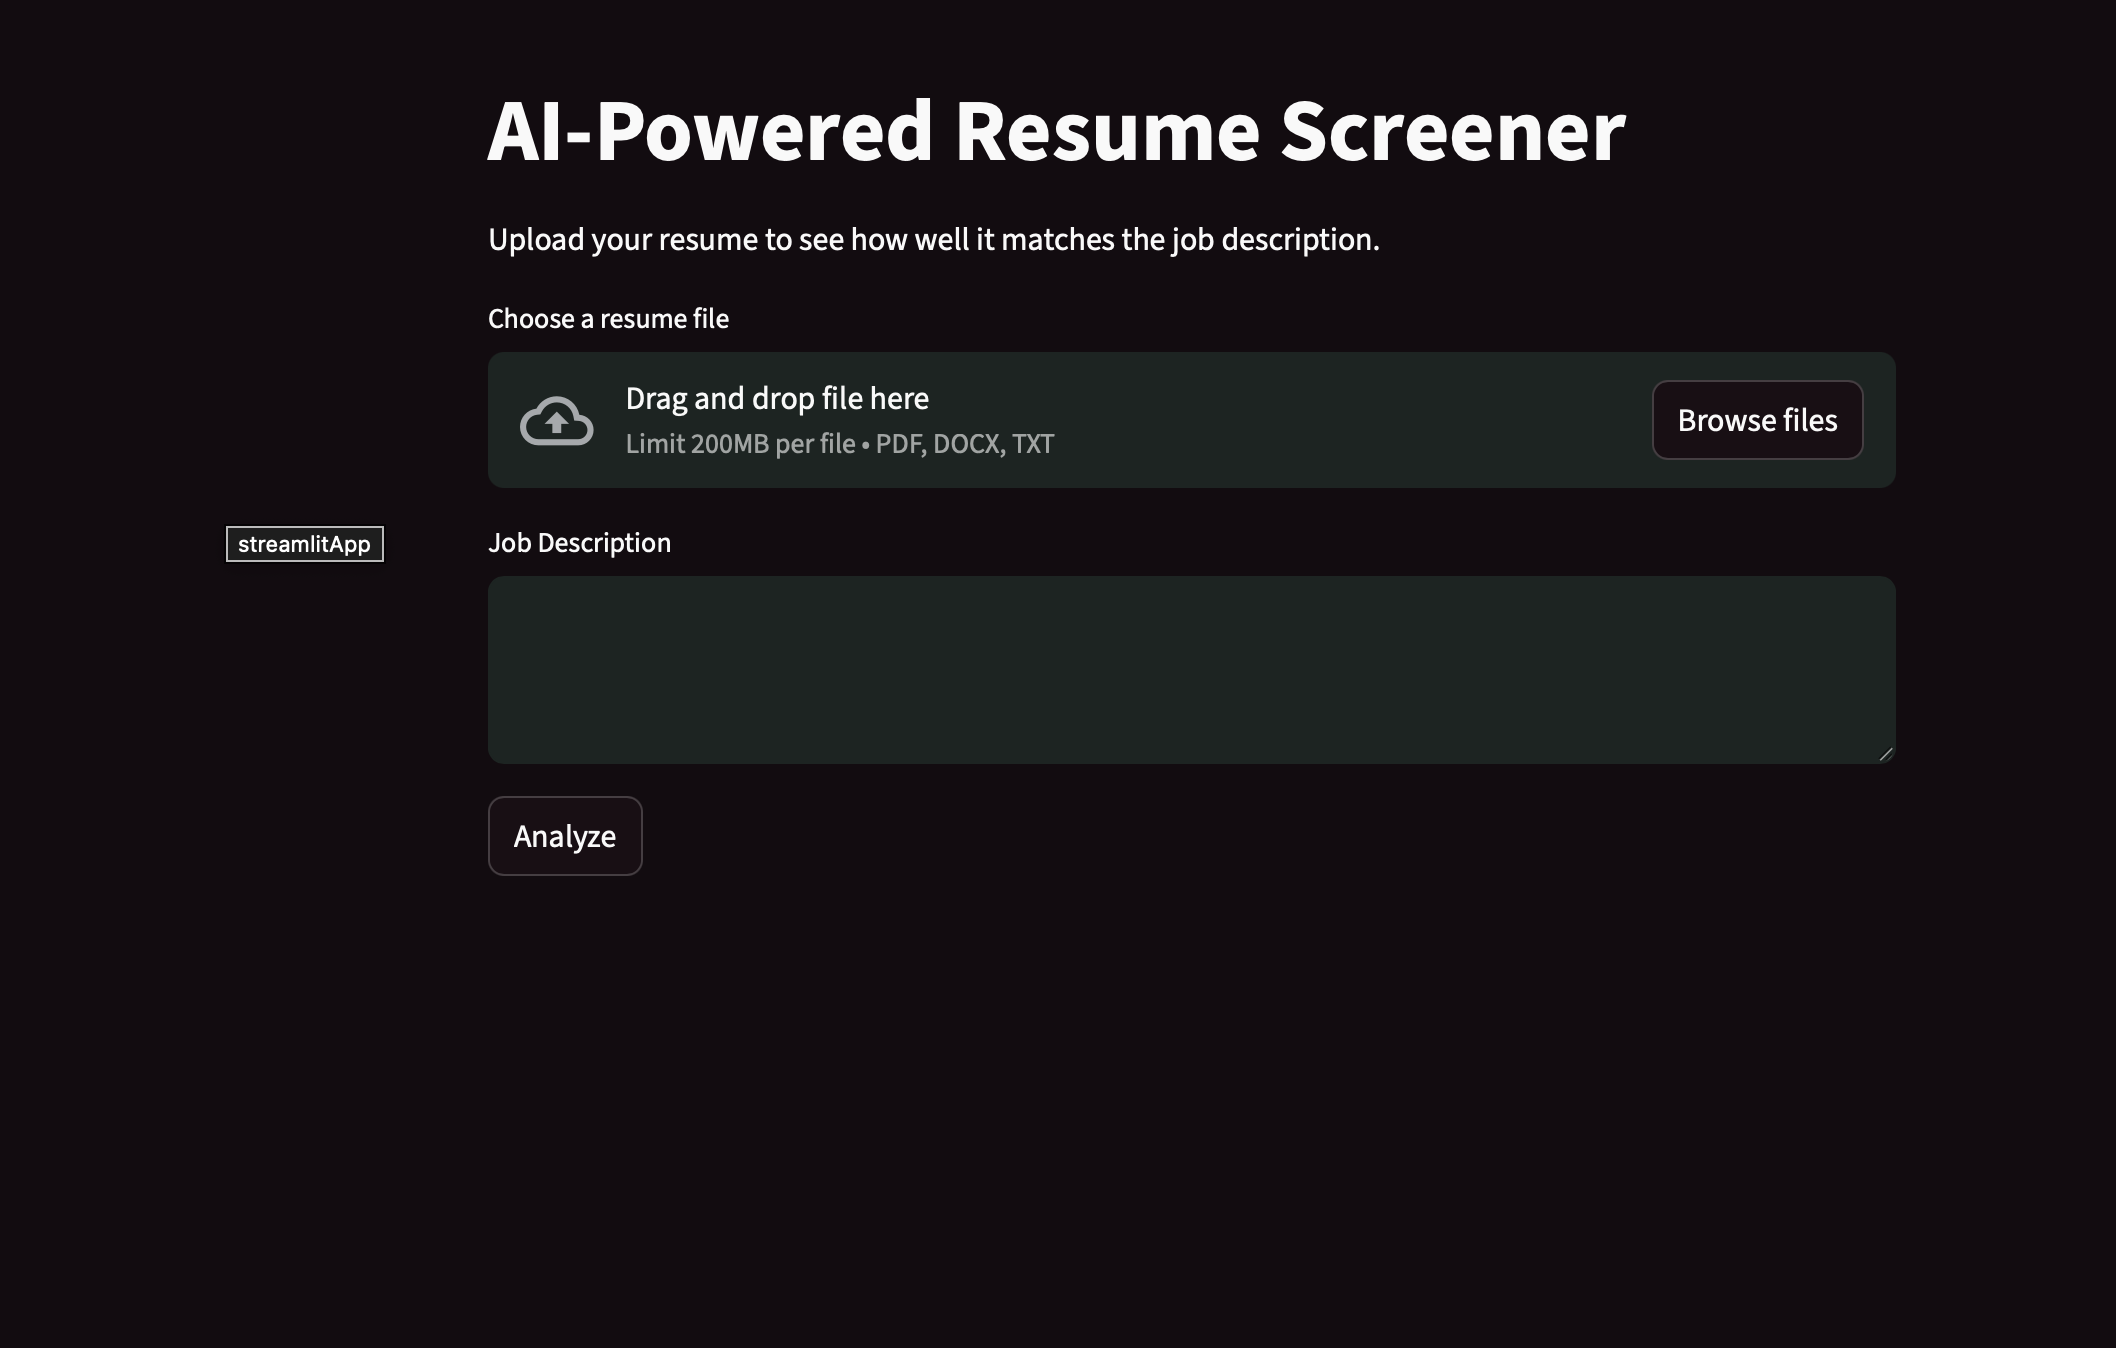 AI-Powered Resume Screener
Upload your resume to see how well it matches the job description.
Choose a resume file
Drag and drop file here
Limit 200MB per file • PDF, DOCX, TXT
Browse files
streamlitApp
Job Description
Analyze